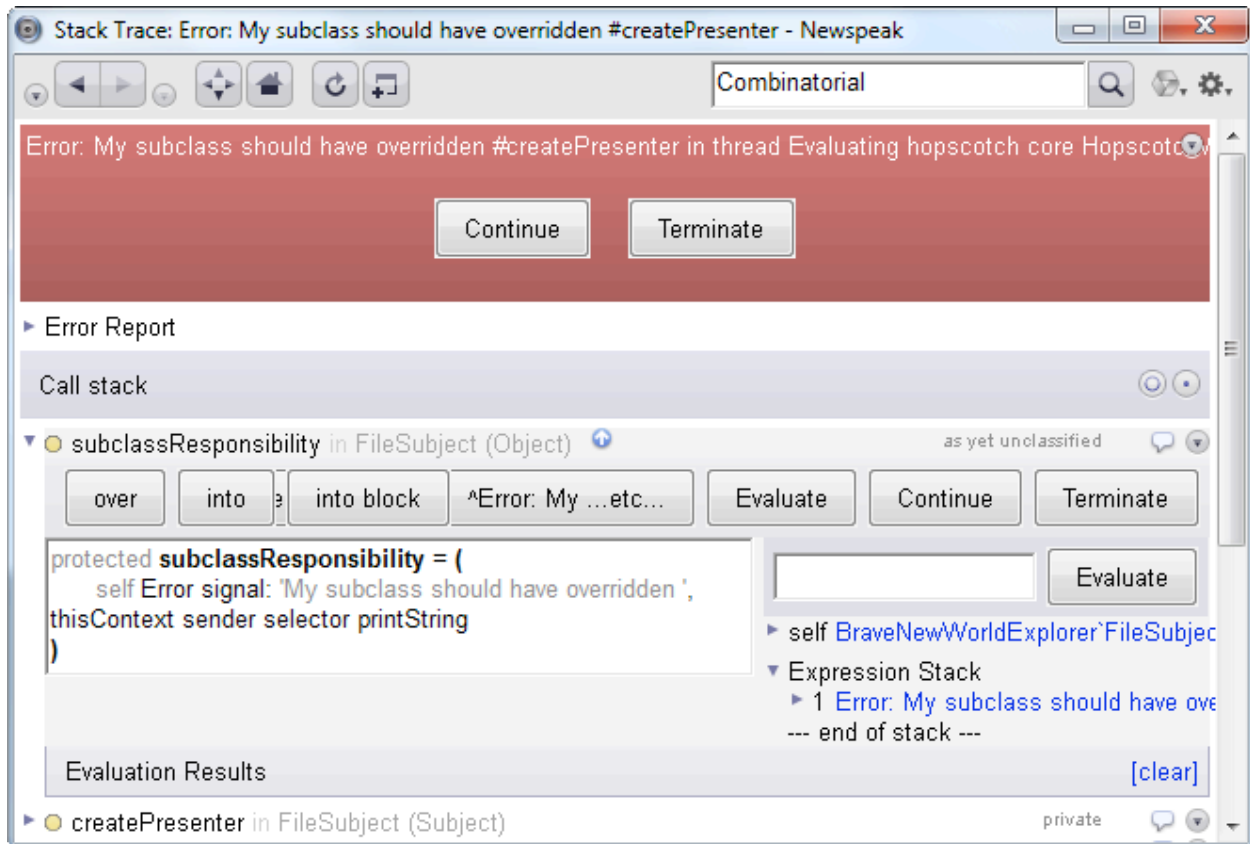 Stack Trace: Error: My subclass should have overridden #createPresenter - Newspeak
Combinatorial
Error: My subclass should have overridden #createPresenter in thread Evaluating hopscotch core
Continue Terminate
Error Report
Call stack
subclassResponsibility in FileSubject (Object) as yet unclassified
over into into block ^Error: My ...etc... Evaluate Continue Terminate
protected subclassResponsibility = (
self Error signal: 'My subclass should have overridden ',
thisContext sender selector printString
)
Evaluate
self BraveNewWorldExplorer`FileSubjec
Expression Stack
1 Error: My subclass should have ove
--- end of stack ---
Evaluation Results [clear]
createPresenter in FileSubject (Subject) private